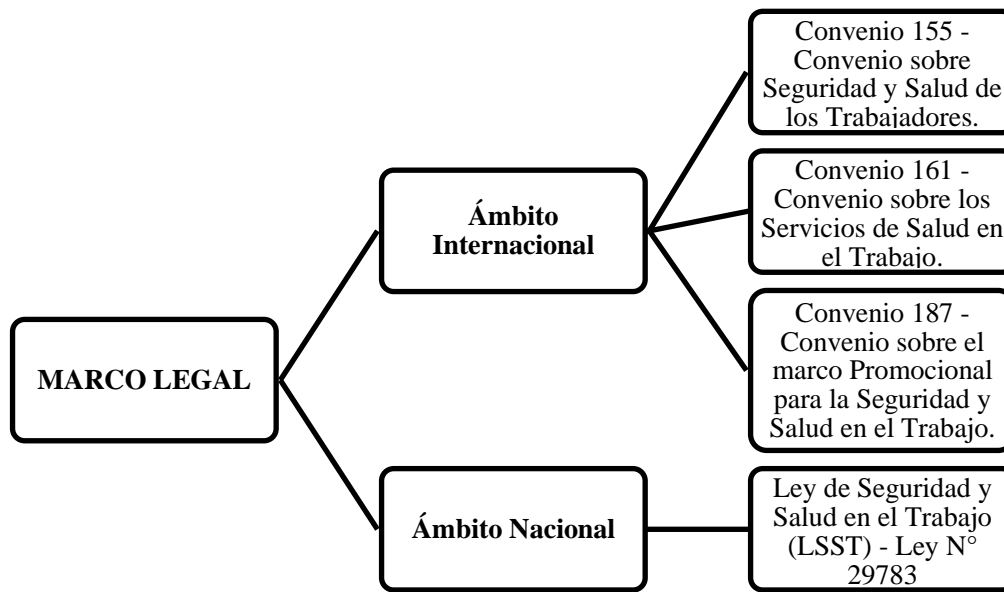 MARCO LEGAL
Ámbito
Internacional
Convenio 155 -
Convenio sobre
Seguridad y Salud de
los Trabajadores.
Convenio 161 -
Convenio sobre los
Servicios de Salud en
el Trabajo.
Convenio 187 -
Convenio sobre el
marco Promocional
para la Seguridad y
Salud en el Trabajo.
Ámbito Nacional
Ley de Seguridad y
Salud en el Trabajo
(LSST) - Ley N°
29783